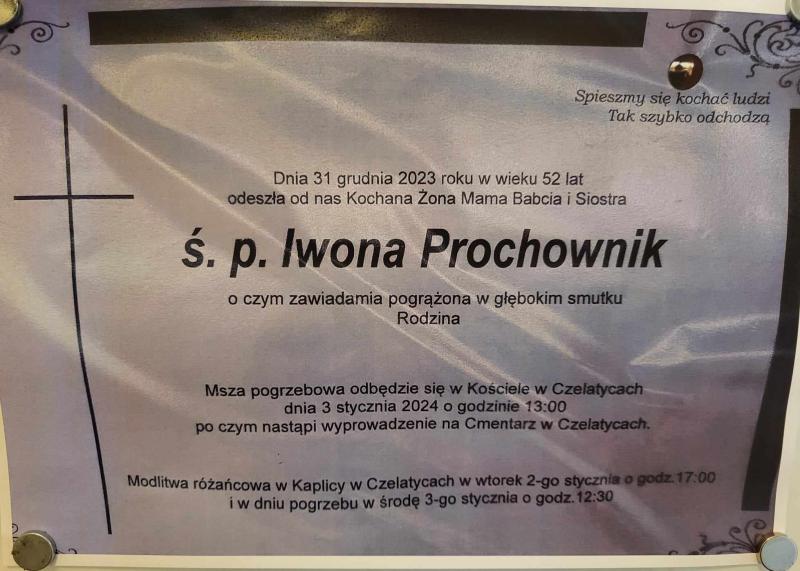 Spieszmy się kochać ludzi
Tak szybko odchodzą
Dnia 31 grudnia 2023 roku w wieku 52 lat
odeszła od nas Kochana Żona Mama Babcia i Siostra
ś. p. Iwona Prochownik
o czym zawiadamia pogrążona w głębokim smutku
Rodzina
Msza pogrzebowa odbędzie się w Kościele w Czelatycach
dnia 3 stycznia 2024 o godzinie 13:00
po czym nastąpi wyprowadzenie na Cmentarz w Czelatycach.
Modlitwa różańcowa w Kaplicy w Czelatycach w wtorek 2-go stycznia o godz.17:00
i w dniu pogrzebu w środę 3-go stycznia o godz.12:30